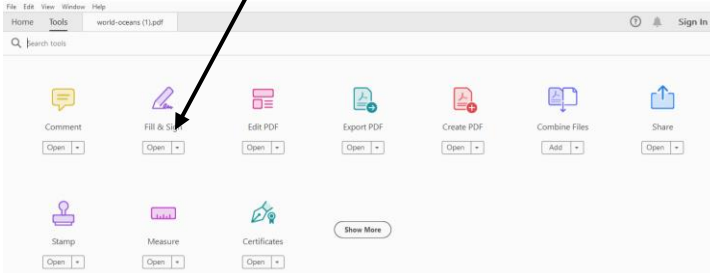 File Edit View Window Help
Home Tools world-oceans (1).pdf Sign In
Search tools
Comment Fill & Sign Edit PDF Export PDF Create PDF Combine Files Share
Open Open Open Open Open Add Open
Stamp Measure Certificates Show More
Open Open Open